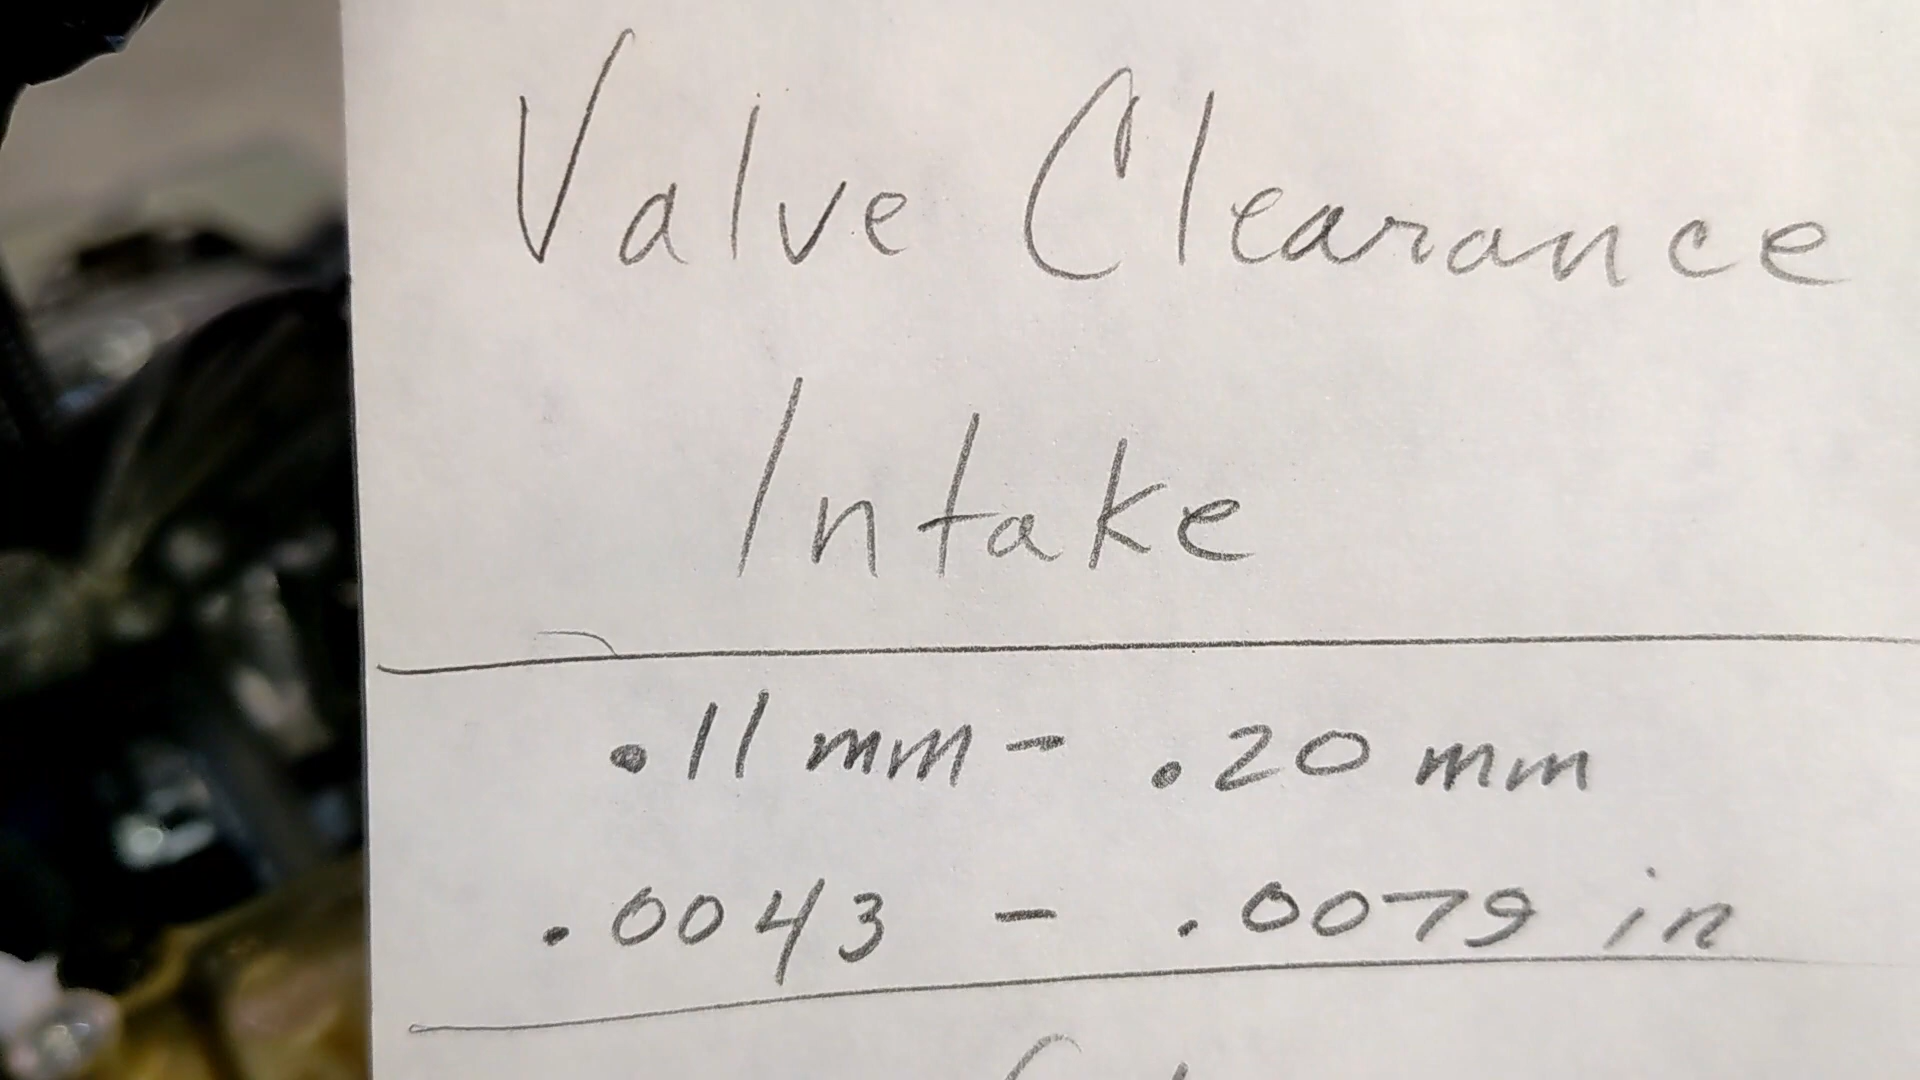 Valve Clearance
Intake
.11 mm - .20 mm
.0043 - .0079 in